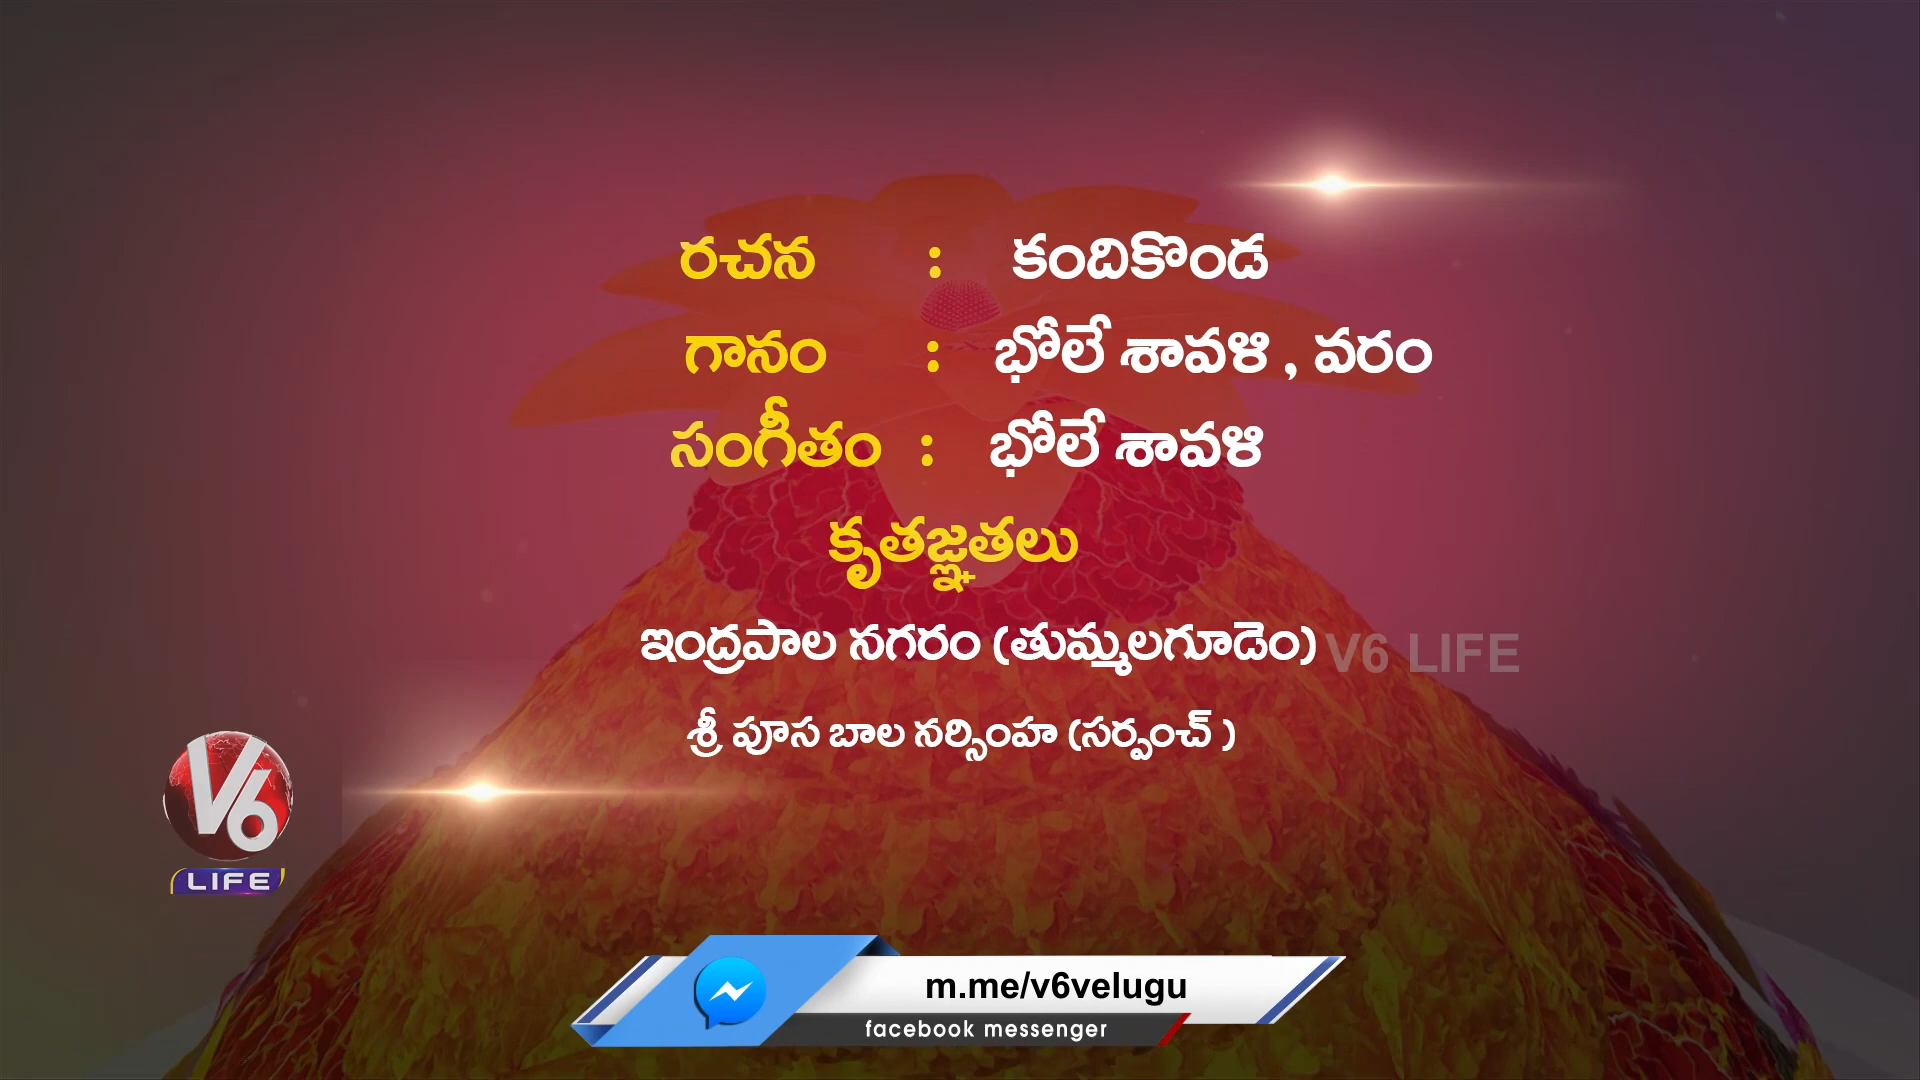 రచన : కందికొండ
గానం : భోలే శావళి , వరం
సంగీతం : భోలే శావళి
కృతజ్ఞతలు
ఇంద్రపాల నగరం (తుమ్మలగూడెం)
V6 LIFE
శ్రీ పూస బాల నర్సింహ (సర్పంచ్ )
V6
LIFE
m.me/v6velugu
facebook messenger